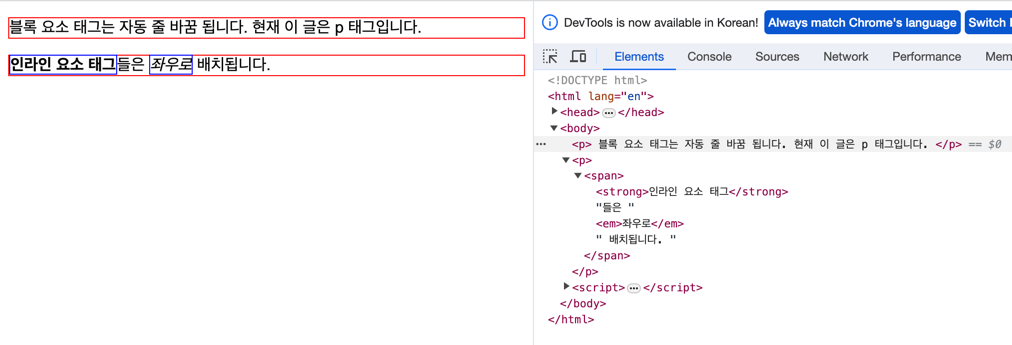 블록 요소 태그는 자동 줄 바꿈 됩니다. 현재 이 글은 p 태그입니다.
인라인 요소 태그들은 좌우로 배치됩니다.
DevTools is now available in Korean!
Always match Chrome's language
Switch
Elements Console Sources Network Performance Mem
<!DOCTYPE html>
<html lang="en">
<head> ... </head>
<body>
... <p> 블록 요소 태그는 자동 줄 바꿈 됩니다. 현재 이 글은 p 태그입니다. </p> == $0
<p>
<span>
<strong>인라인 요소 태그</strong>
"들은 "
<em>좌우로</em>
" 배치됩니다. "
</span>
</p>
<script> ... </script>
</body>
</html>